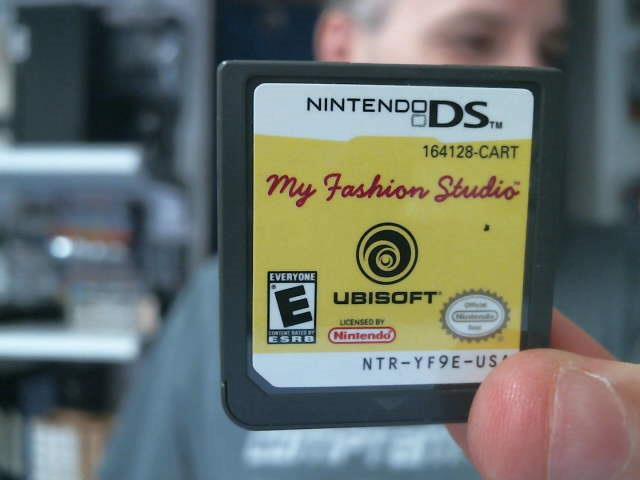 NINTENDO DS TM
164128-CART
My Fashion Studio
EVERYONE
E
CONTENT RATED BY
ESRB
UBISOFT
LICENSED BY
Nintendo
Official
Nintendo
Seal
NTR-YF9E-USA